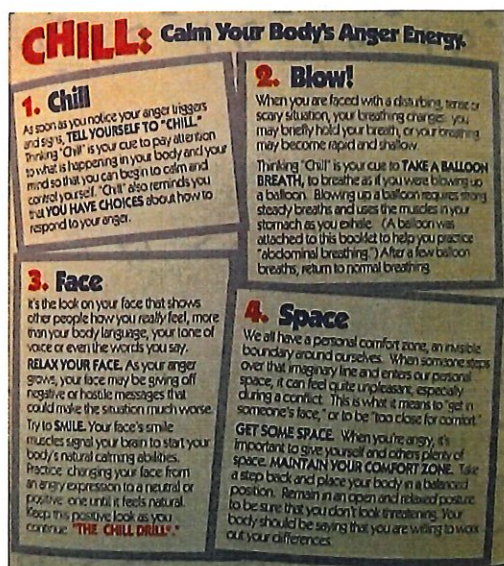 CHILL: Calm Your Body's Anger Energy.
1. Chill
As soon as you notice your anger triggers
and signs, TELL YOURSELF TO "CHILL."
Thinking "Chill" is your cue to pay attention
to what is happening in your body and your
mind so that you can begin to calm and
control yourself. "Chill" also reminds you
that YOU HAVE CHOICES about how to
respond to your anger.
2. Blow!
When you are faced with a disturbing, tense or
scary situation, your breathing changes. you
may briefly hold your breath, or your breathing
may become rapid and shallow.
Thinking "Chill" is your cue to TAKE A BALLOON
BREATH, to breathe as if you were blowing up
a balloon. Blowing up a balloon requires strong
steady breaths and uses the muscles in your
stomach as you exhale. (A balloon was
attached to this booklet to help you practice
"abdominal breathing.") After a few balloon
breaths, return to normal breathing.
3. Face
It's the look on your face that shows
other people how you really feel, more
than your body language, your tone of
voice or even the words you say.
RELAX YOUR FACE. As your anger
grows, your face may be giving off
negative or hostile messages that
could make the situation much worse.
Try to SMILE. Your face's smile
muscles signal your brain to start your
body's natural calming abilities.
Practice changing your face from
an angry expression to a neutral or
positive one until it feels natural.
Keep this positive look as you
continue "THE CHILL DRILL".
4. Space
We all have a personal comfort zone, an invisible
boundary around ourselves. When someone steps
over that imaginary line and enters our personal
space, it can feel quite unpleasant, especially
during a conflict. This is what it means to "get in
someone's face," or to be "too close for comfort."
GET SOME SPACE. When you're angry, it's
important to give yourself and others plenty of
space. MAINTAIN YOUR COMFORT ZONE. Take
a step back and place your body in a balanced
position. Remain in an open and relaxed posture
to be sure that you don't look threatening. Your
body should be saying that you are willing to work
out your differences.